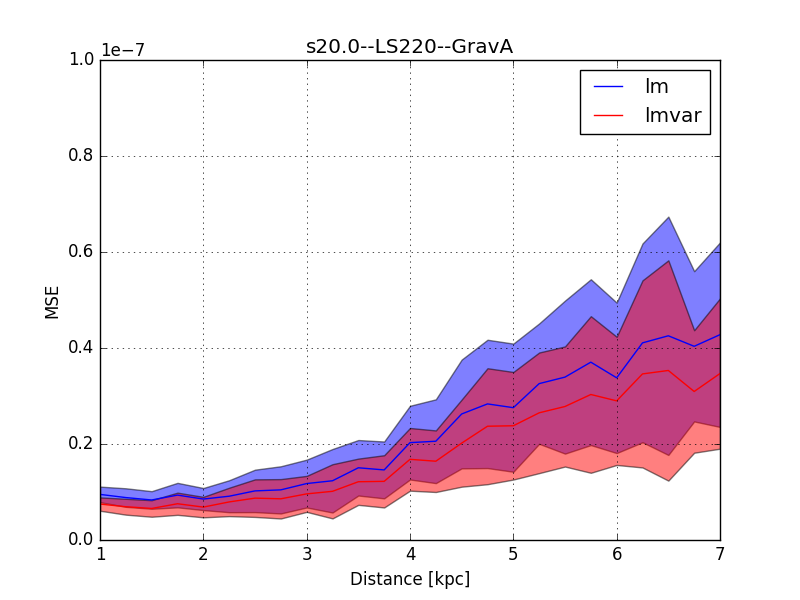 s20.0--LS220--GravA
1e−7
1.0
0.8
0.6
0.4
0.2
0.0
MSE
lm
lmvar
1 2 3 4 5 6 7
Distance [kpc]